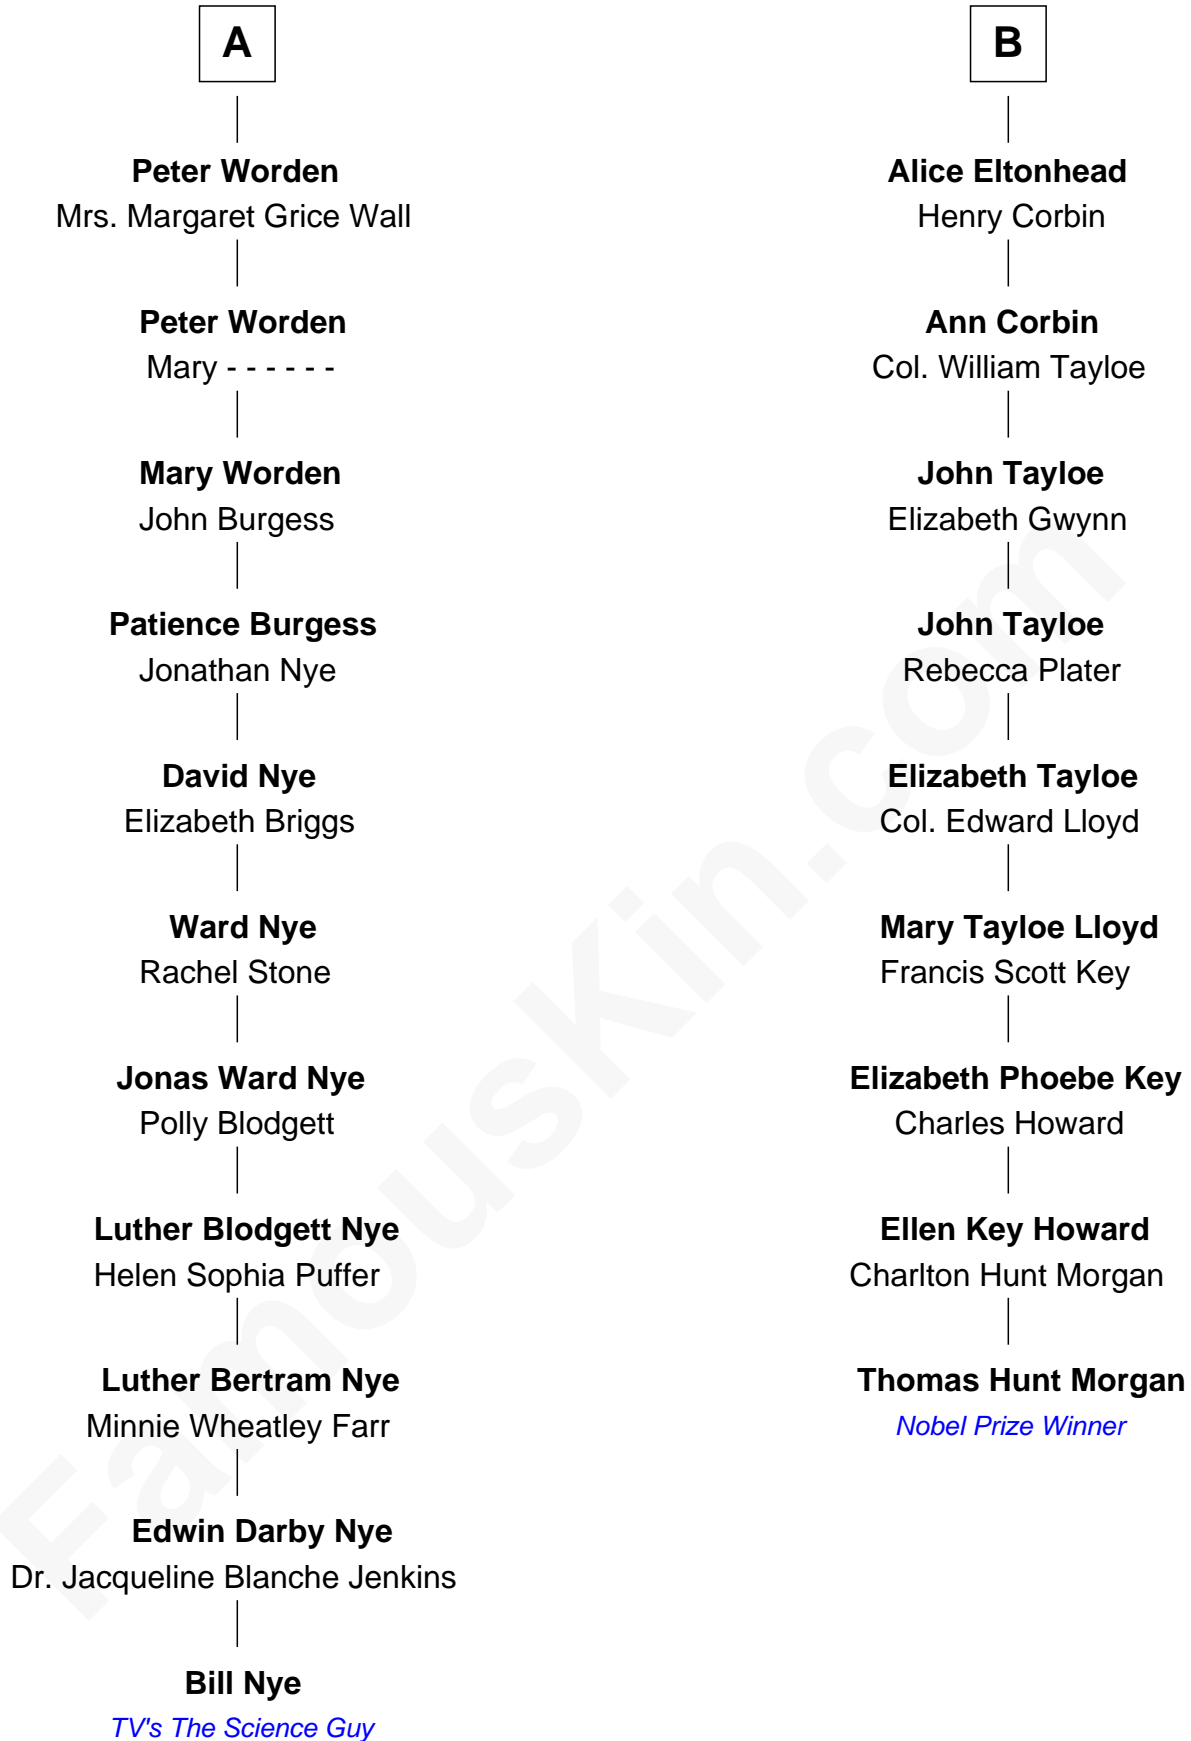 A
Peter Worden
Mrs. Margaret Grice Wall
Peter Worden
Mary - - - - - -
Mary Worden
John Burgess
Patience Burgess
Jonathan Nye
David Nye
Elizabeth Briggs
Ward Nye
Rachel Stone
Jonas Ward Nye
Polly Blodgett
Luther Blodgett Nye
Helen Sophia Puffer
Luther Bertram Nye
Minnie Wheatley Farr
Edwin Darby Nye
Dr. Jacqueline Blanche Jenkins
Bill Nye
TV's The Science Guy
B
Alice Eltonhead
Henry Corbin
Ann Corbin
Col. William Tayloe
John Tayloe
Elizabeth Gwynn
John Tayloe
Rebecca Plater
Elizabeth Tayloe
Col. Edward Lloyd
Mary Tayloe Lloyd
Francis Scott Key
Elizabeth Phoebe Key
Charles Howard
Ellen Key Howard
Charlton Hunt Morgan
Thomas Hunt Morgan
Nobel Prize Winner
FamousKin.com